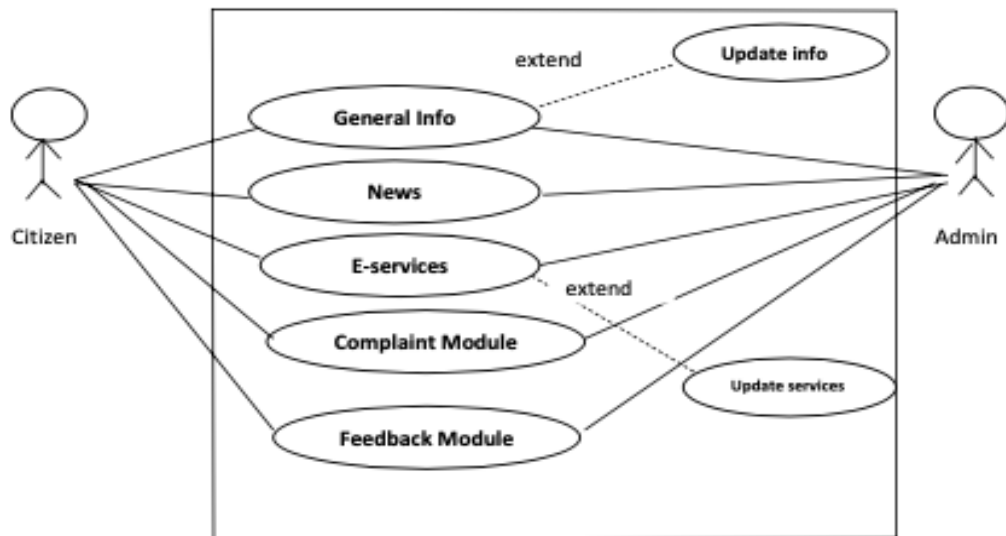 Update info
extend
General Info
News
Citizen
Admin
E-services
extend
Complaint Module
Update services
Feedback Module